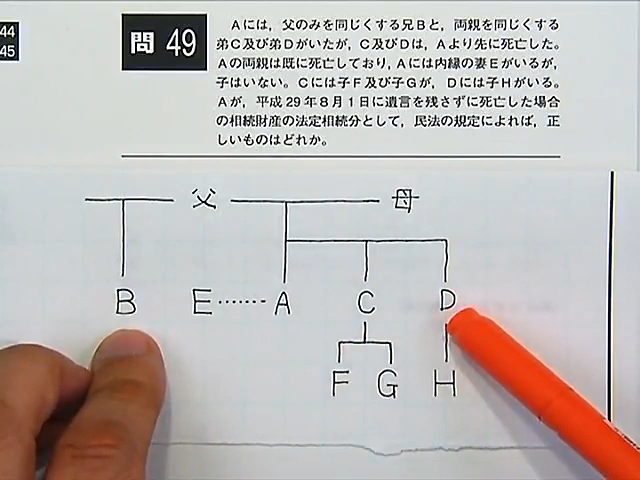 44
45
問 49
Aには，父のみを同じくする兄Bと，両親を同じくする
弟C及び弟Dがいたが，C及びDは，Aより先に死亡した。
Aの両親は既に死亡しており，Aには内縁の妻Eがいるが，
子はいない。Cには子F及び子Gが，Dには子Hがいる。
Aが，平成29年8月1日に遺言を残さずに死亡した場合
の相続財産の法定相続分として，民法の規定によれば，正
しいものはどれか。
父 母
B E A C D
F G H